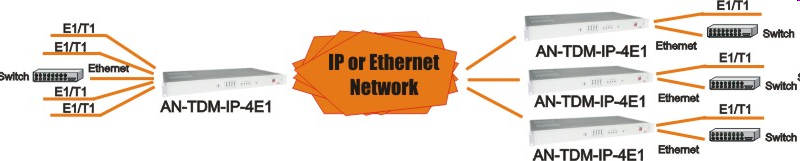 E1/T1
E1/T1
Switch
Ethernet
E1/T1
E1/T1
AN-TDM-IP-4E1
IP or Ethernet
Network
E1/T1
Ethernet
Switch
AN-TDM-IP-4E1
E1/T1
Ethernet
Switch
AN-TDM-IP-4E1
E1/T1
Ethernet
Switch
AN-TDM-IP-4E1